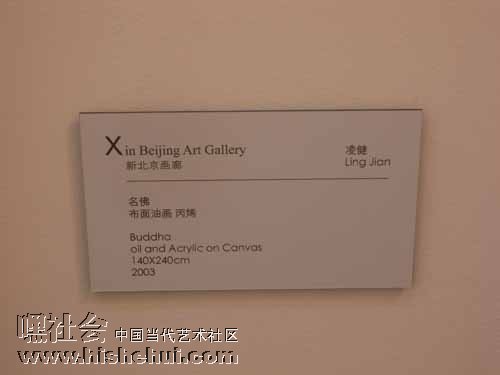 Xin Beijing Art Gallery
新北京画廊
凌健
Ling Jian
名佛
布面油画 丙烯
Buddha
oil and Acrylic on Canvas
140X240cm
2003
嘿社会 中国当代艺术社区
www.hishehui.com